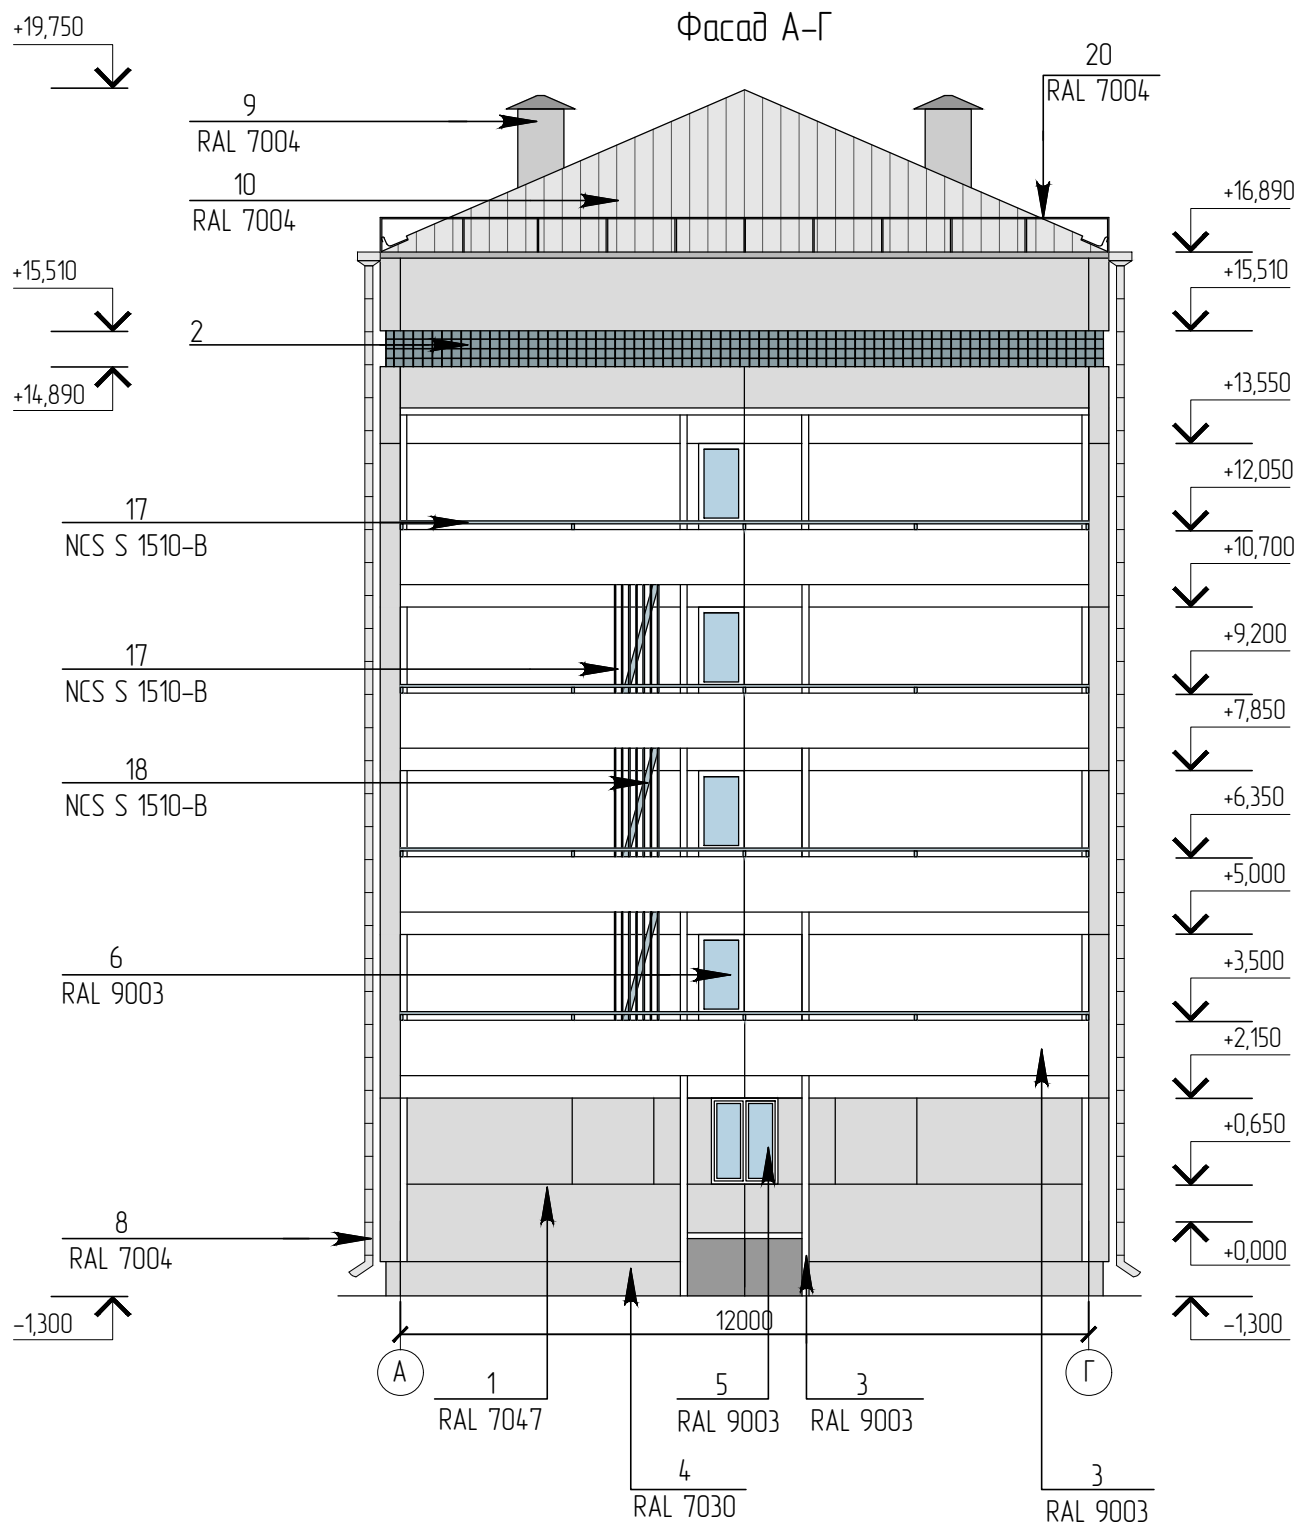 Фасад А-Г
+19,750
20
RAL 7004
9
RAL 7004
10
RAL 7004
+16,890
+15,510
+15,510
2
+14,890
+13,550
+12,050
17
NCS S 1510-B
+10,700
+9,200
17
NCS S 1510-B
+7,850
18
NCS S 1510-B
+6,350
+5,000
6
RAL 9003
+3,500
+2,150
+0,650
8
RAL 7004
+0,000
-1,300
12000
-1,300
А
Г
1
RAL 7047
5
RAL 9003
3
RAL 9003
4
RAL 7030
3
RAL 9003